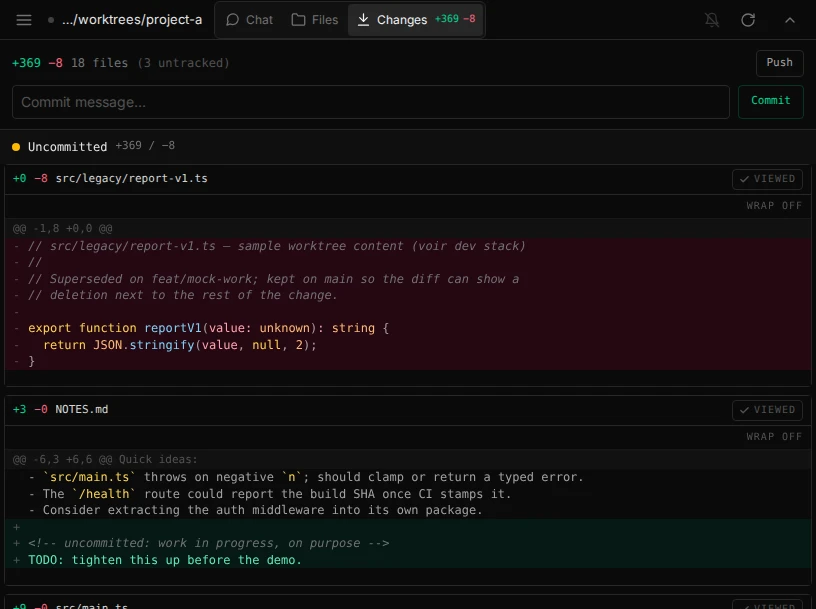 .../worktrees/project-a Chat Files Changes +369 −8
+369 −8 18 files (3 untracked) Push
Commit message... Commit
Uncommitted +369 / −8
+0 −8 src/legacy/report-v1.ts VIEWED
WRAP OFF
@@ -1,8 +0,0 @@
- // src/legacy/report-v1.ts — sample worktree content (voir dev stack)
- //
- // Superseded on feat/mock-work; kept on main so the diff can show a
- // deletion next to the rest of the change.
-
- export function reportV1(value: unknown): string {
-   return JSON.stringify(value, null, 2);
- }
+3 −0 NOTES.md VIEWED
WRAP OFF
@@ -6,3 +6,6 @@ Quick ideas:
- `src/main.ts` throws on negative `n`; should clamp or return a typed error.
- The `/health` route could report the build SHA once CI stamps it.
- Consider extracting the auth middleware into its own package.
+
+ <!-- uncommitted: work in progress, on purpose -->
+ TODO: tighten this up before the demo.
+9 −0 src/main.ts VIEWED